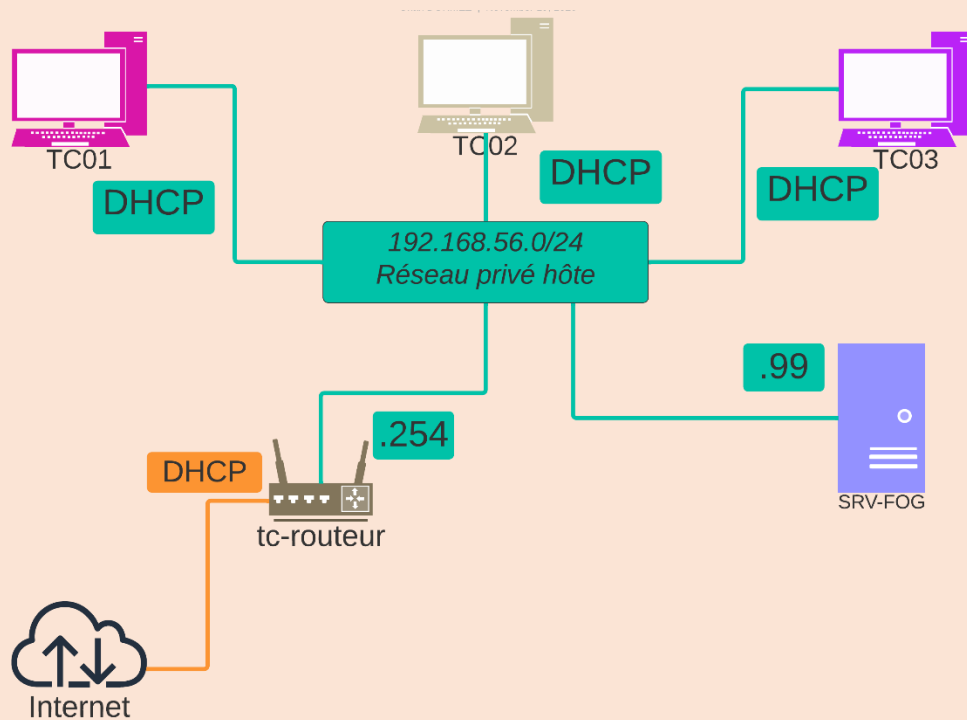 TC01
TC02
TC03
DHCP
DHCP
DHCP
192.168.56.0/24
Réseau privé hôte
.99
.254
DHCP
SRV-FOG
tc-routeur
Internet